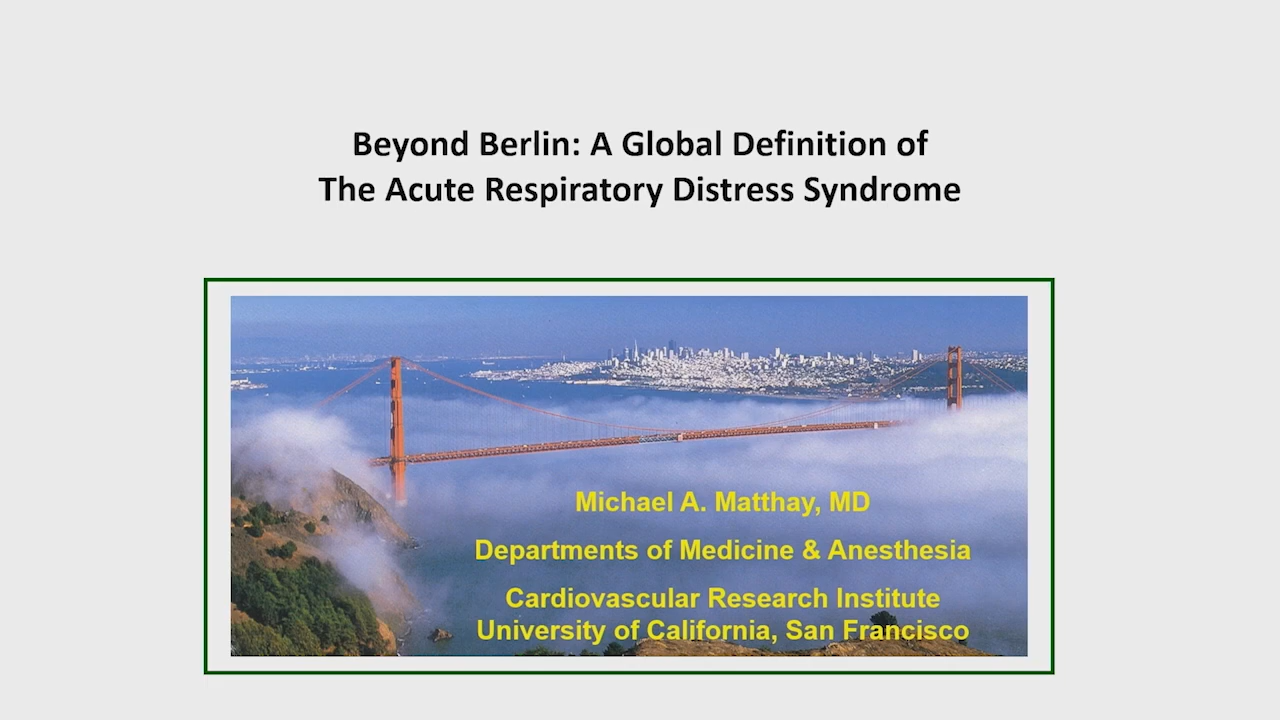 Beyond Berlin: A Global Definition of
The Acute Respiratory Distress Syndrome
Michael A. Matthay, MD
Departments of Medicine & Anesthesia
Cardiovascular Research Institute
University of California, San Francisco